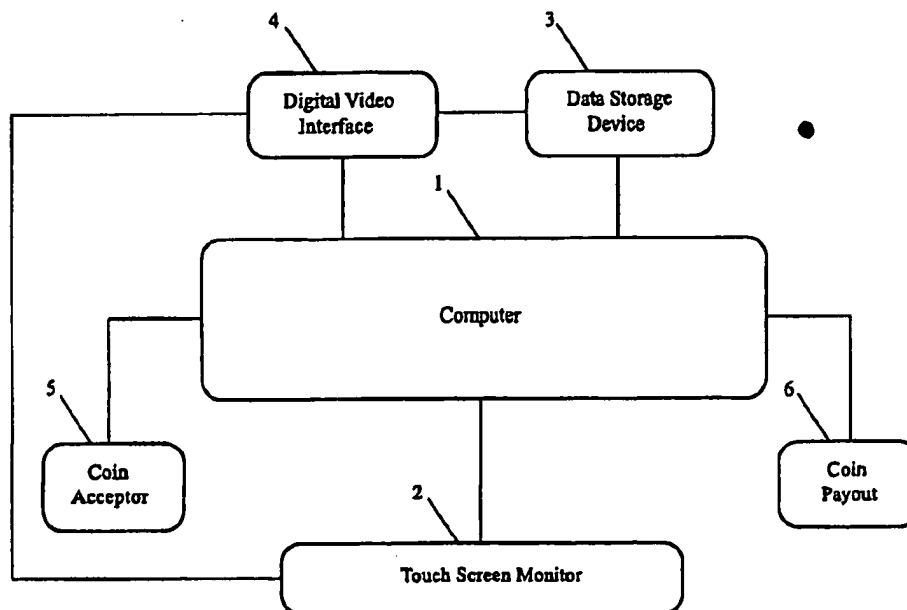 4
3
Digital Video
Interface
Data Storage
Device
1
Computer
5
6
Coin
Acceptor
Coin
Payout
2
Touch Screen Monitor